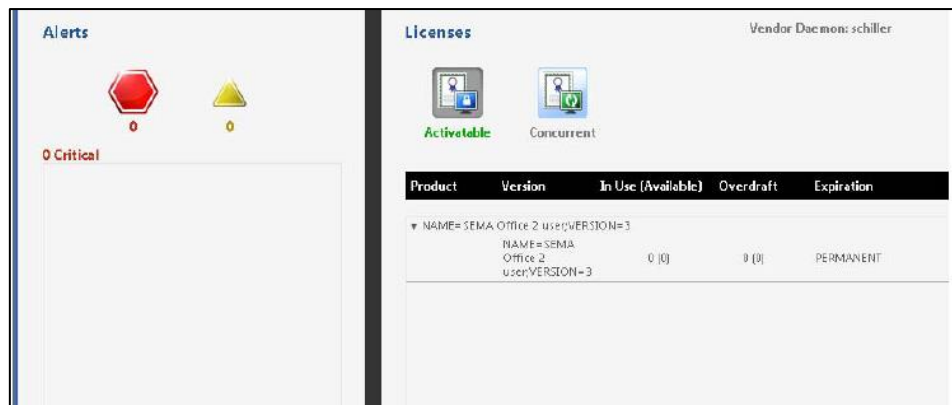 Alerts
0
0
0 Critical
Licenses
Vendor Daemon: schiller
Activatable
Concurrent
Product Version In Use (Available) Overdraft Expiration
▼ NAME=SEMA Office 2 user;VERSION=3
NAME=SEMA
Office 2
user;VERSION=3
0 (0) 0 (0) PERMANENT